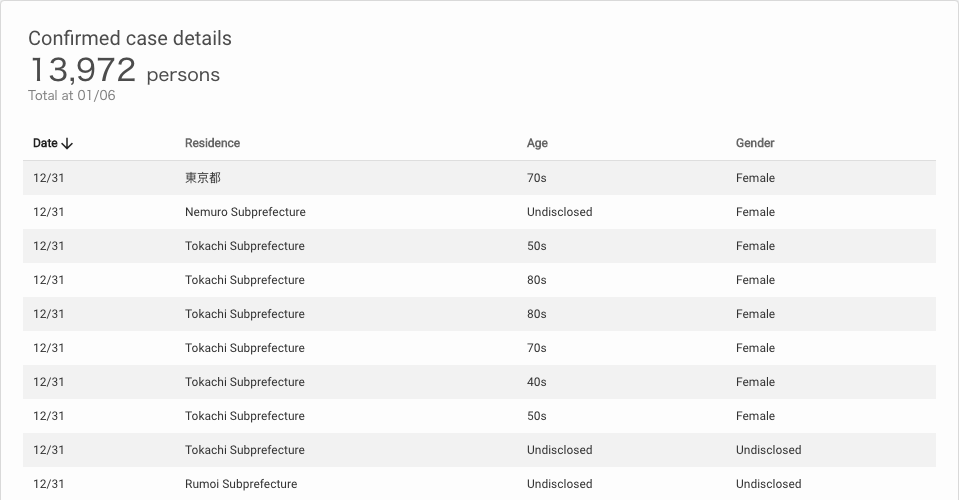 Confirmed case details
13,972 persons
Total at 01/06
Date Residence Age Gender
12/31 東京都 70s Female
12/31 Nemuro Subprefecture Undisclosed Female
12/31 Tokachi Subprefecture 50s Female
12/31 Tokachi Subprefecture 80s Female
12/31 Tokachi Subprefecture 80s Female
12/31 Tokachi Subprefecture 70s Female
12/31 Tokachi Subprefecture 40s Female
12/31 Tokachi Subprefecture 50s Female
12/31 Tokachi Subprefecture Undisclosed Undisclosed
12/31 Rumoi Subprefecture Undisclosed Undisclosed